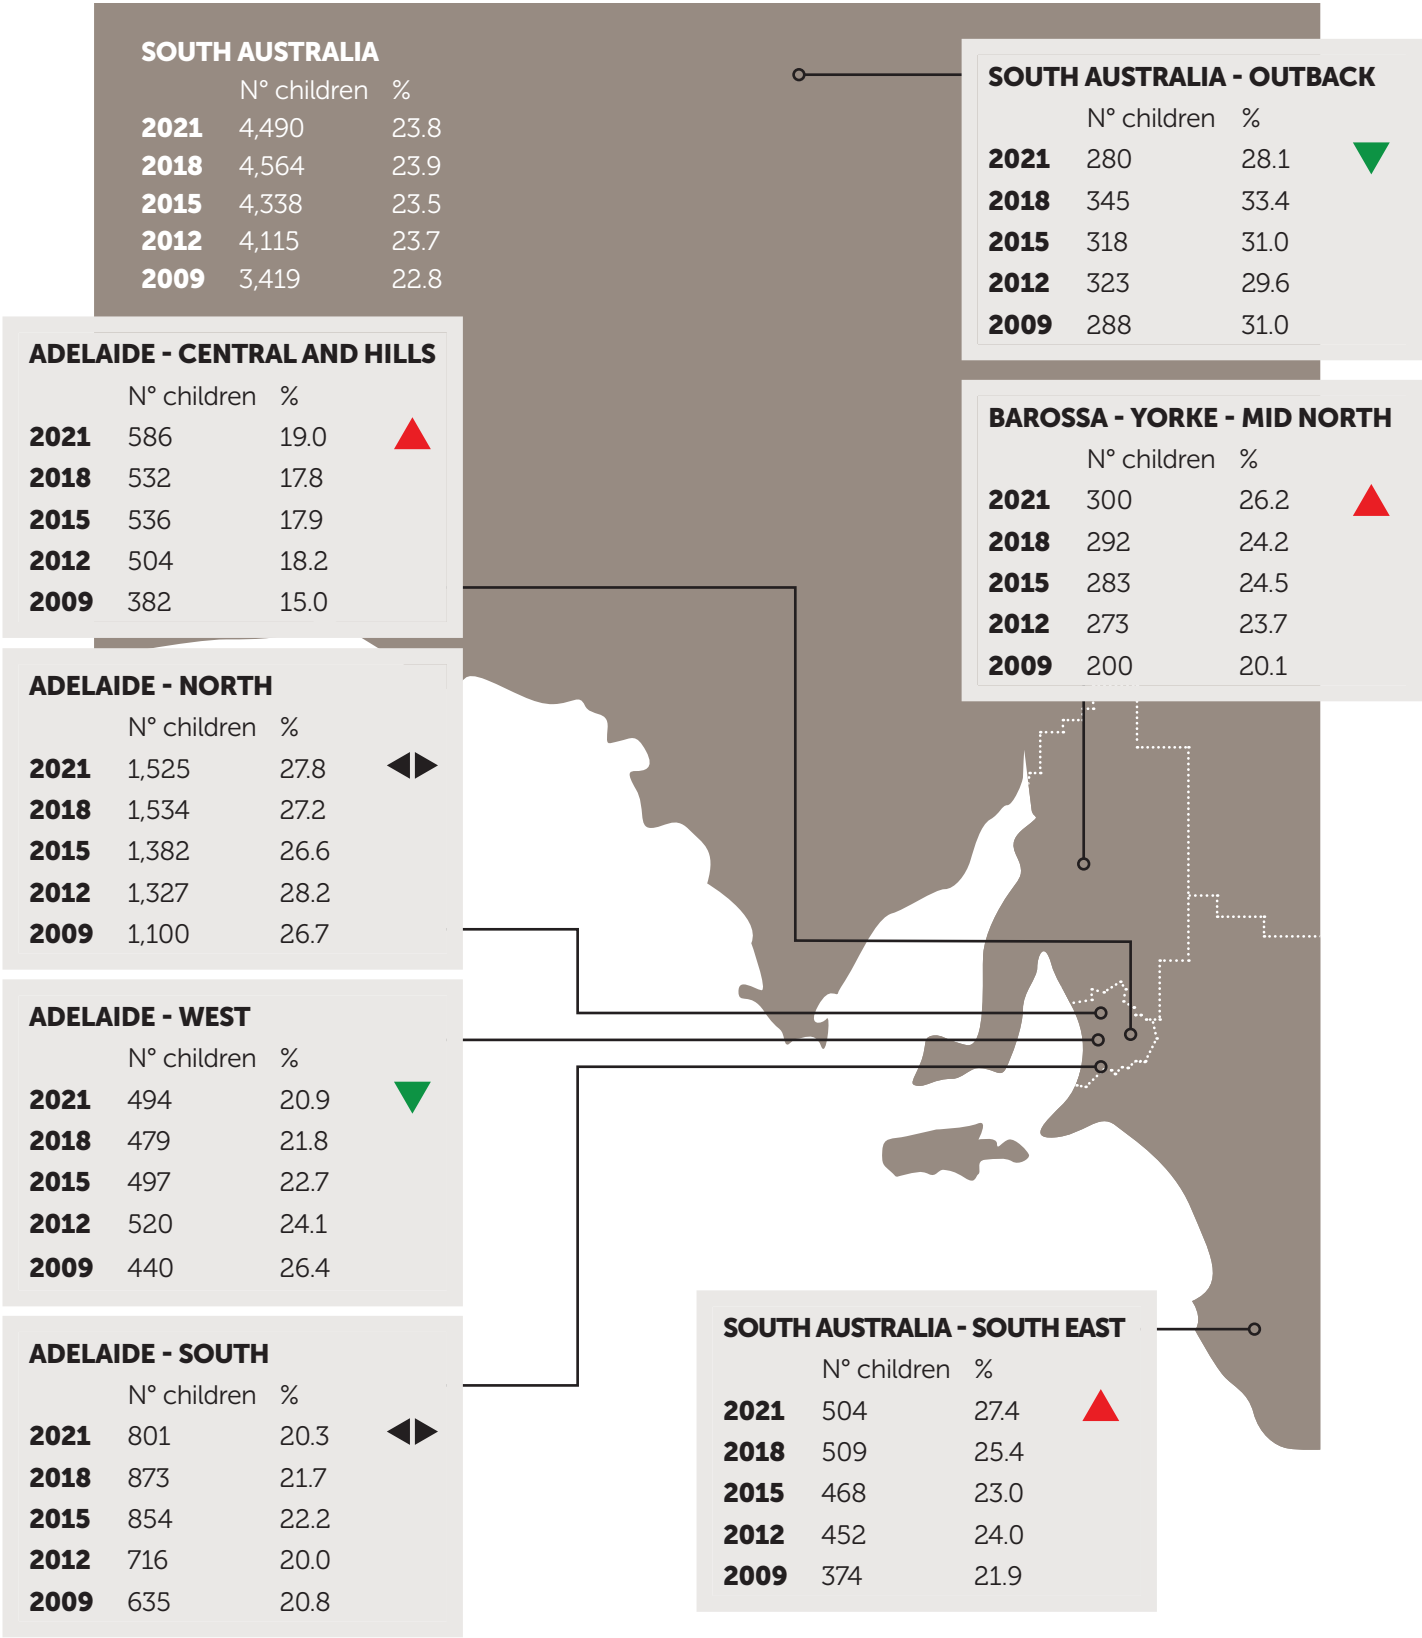 SOUTH AUSTRALIA
N° children %
2021 4,490 23.8
2018 4,564 23.9
2015 4,338 23.5
2012 4,115 23.7
2009 3,419 22.8
SOUTH AUSTRALIA - OUTBACK
N° children %
2021 280 28.1
2018 345 33.4
2015 318 31.0
2012 323 29.6
2009 288 31.0
ADELAIDE - CENTRAL AND HILLS
N° children %
2021 586 19.0
2018 532 17.8
2015 536 17.9
2012 504 18.2
2009 382 15.0
BAROSSA - YORKE - MID NORTH
N° children %
2021 300 26.2
2018 292 24.2
2015 283 24.5
2012 273 23.7
2009 200 20.1
ADELAIDE - NORTH
N° children %
2021 1,525 27.8
2018 1,534 27.2
2015 1,382 26.6
2012 1,327 28.2
2009 1,100 26.7
ADELAIDE - WEST
N° children %
2021 494 20.9
2018 479 21.8
2015 497 22.7
2012 520 24.1
2009 440 26.4
ADELAIDE - SOUTH
N° children %
2021 801 20.3
2018 873 21.7
2015 854 22.2
2012 716 20.0
2009 635 20.8
SOUTH AUSTRALIA - SOUTH EAST
N° children %
2021 504 27.4
2018 509 25.4
2015 468 23.0
2012 452 24.0
2009 374 21.9